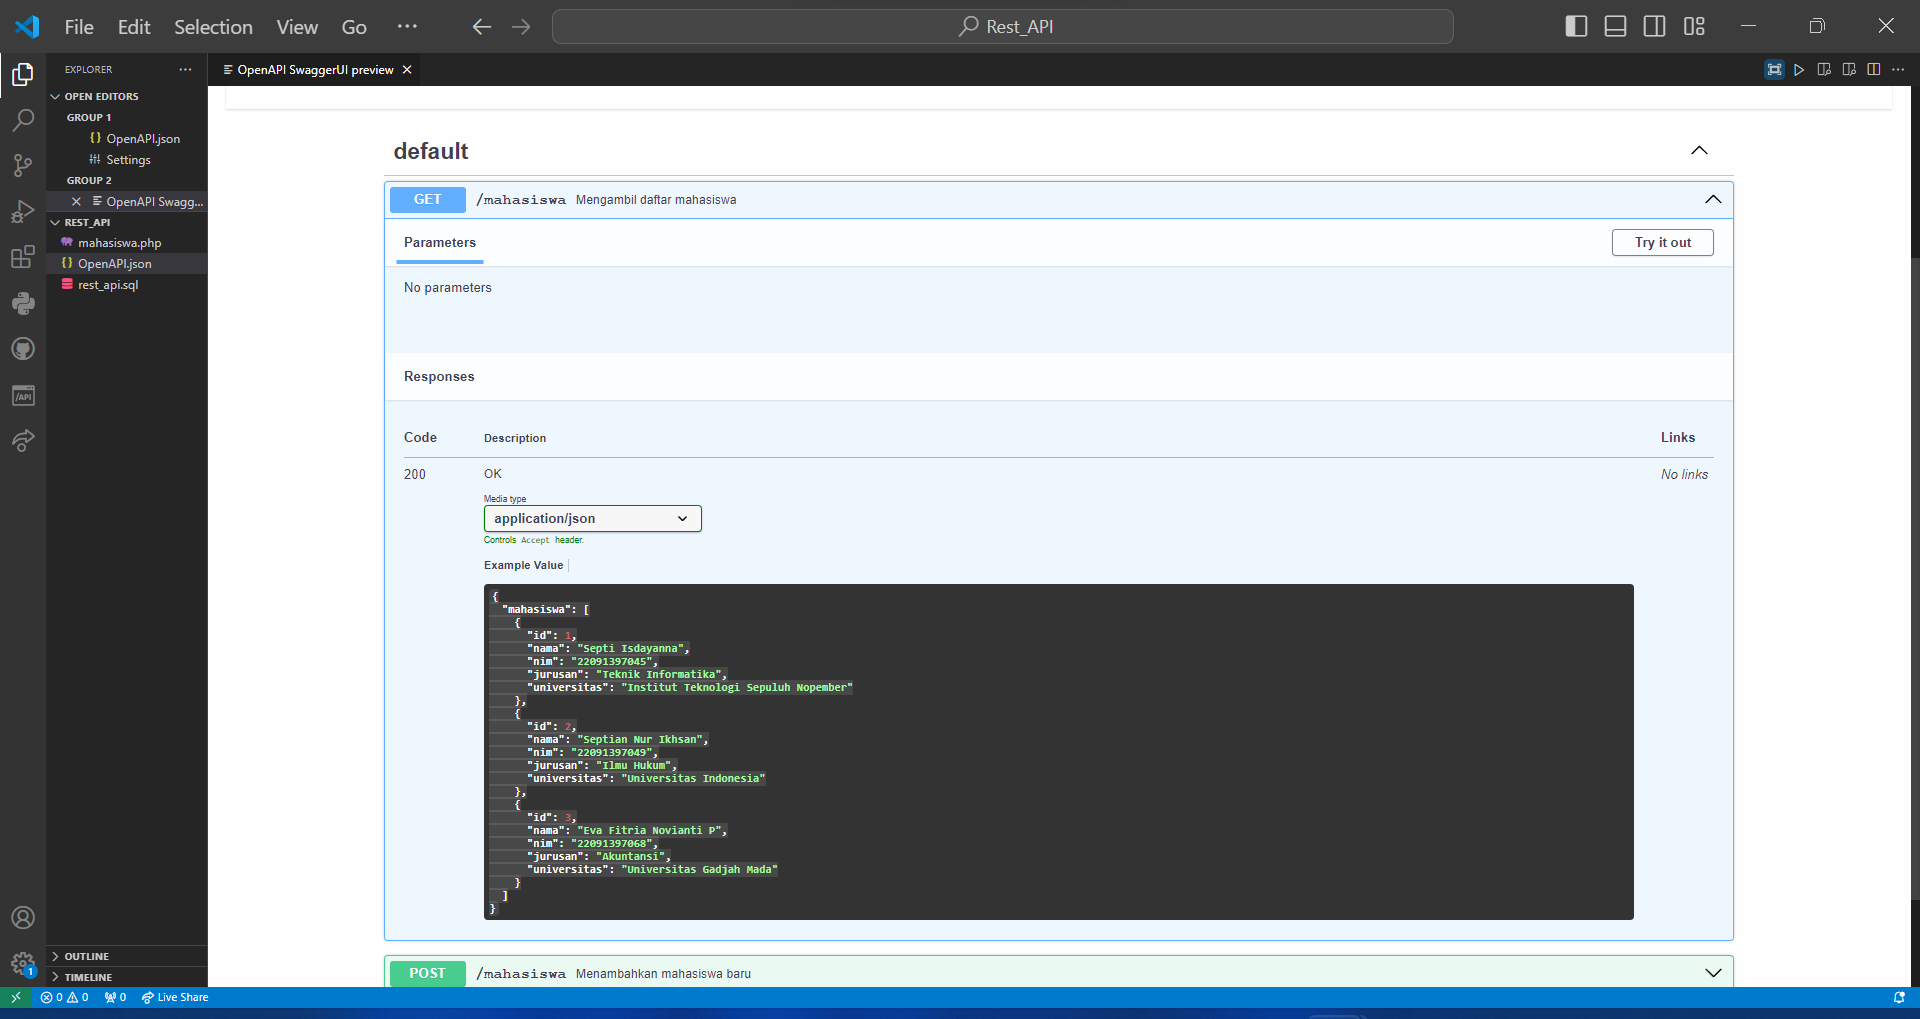 File Edit Selection View Go ···
Rest_API
EXPLORER ···
OPEN EDITORS
GROUP 1
{} OpenAPI.json
Settings
GROUP 2
OpenAPI Swagg...
REST_API
mahasiswa.php
{} OpenAPI.json
rest_api.sql
OUTLINE
TIMELINE
/API
1
OpenAPI SwaggerUI preview
default
GET /mahasiswa Mengambil daftar mahasiswa
Parameters
Try it out
No parameters
Responses
Code Description Links
200 OK No links
Media type
application/json
Controls Accept header.
Example Value
{
"mahasiswa": [
{
"id": 1,
"nama": "Septi Isdayanna",
"nim": "22091397045",
"jurusan": "Teknik Informatika",
"universitas": "Institut Teknologi Sepuluh Nopember"
},
{
"id": 2,
"nama": "Septian Nur Ikhsan",
"nim": "22091397049",
"jurusan": "Ilmu Hukum",
"universitas": "Universitas Indonesia"
},
{
"id": 3,
"nama": "Eva Fitria Novianti P",
"nim": "22091397068",
"jurusan": "Akuntansi",
"universitas": "Universitas Gadjah Mada"
}
]
}
POST /mahasiswa Menambahkan mahasiswa baru
0 0 0 Live Share